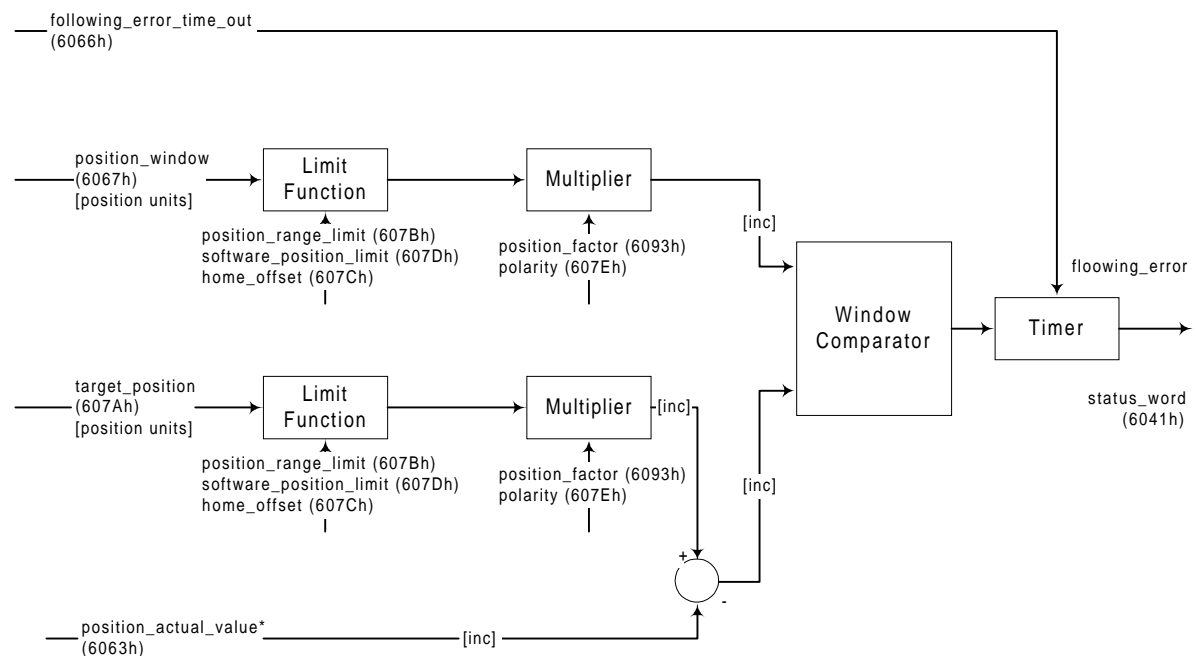 following_error_time_out
(6066h)
position_window
(6067h)
[position units]
Limit
Function
Multiplier
[inc]
position_range_limit (607Bh)
software_position_limit (607Dh)
home_offset (607Ch)
position_factor (6093h)
polarity (607Eh)
floowing_error
Window
Comparator
Timer
target_position
(607Ah)
[position units]
Limit
Function
Multiplier
[inc]
status_word
(6041h)
position_range_limit (607Bh)
software_position_limit (607Dh)
home_offset (607Ch)
position_factor (6093h)
polarity (607Eh)
[inc]
+
-
position_actual_value*
(6063h)
[inc]